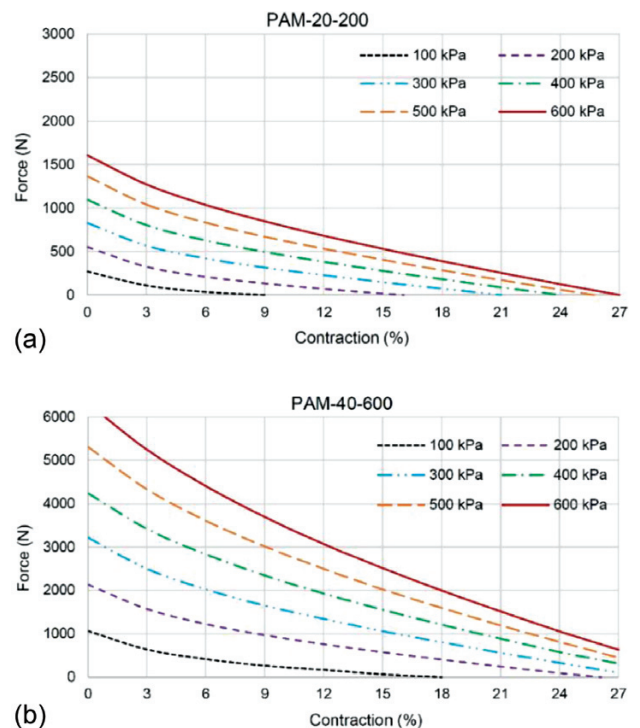 PAM-20-200
3000
2500
2000
1500
1000
500
0
Force (N)
100 kPa 200 kPa
300 kPa 400 kPa
500 kPa 600 kPa
0 3 6 9 12 15 18 21 24 27
Contraction (%)
(a)
PAM-40-600
6000
5000
4000
3000
2000
1000
0
Force (N)
100 kPa 200 kPa
300 kPa 400 kPa
500 kPa 600 kPa
0 3 6 9 12 15 18 21 24 27
Contraction (%)
(b)